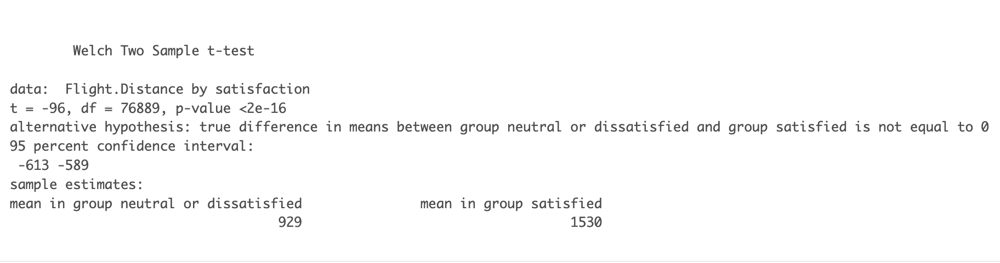 Welch Two Sample t-test
data:  Flight.Distance by satisfaction
t = -96, df = 76889, p-value <2e-16
alternative hypothesis: true difference in means between group neutral or dissatisfied and group satisfied is not equal to 0
95 percent confidence interval:
 -613 -589
sample estimates:
mean in group neutral or dissatisfied               mean in group satisfied
                                  929                                  1530